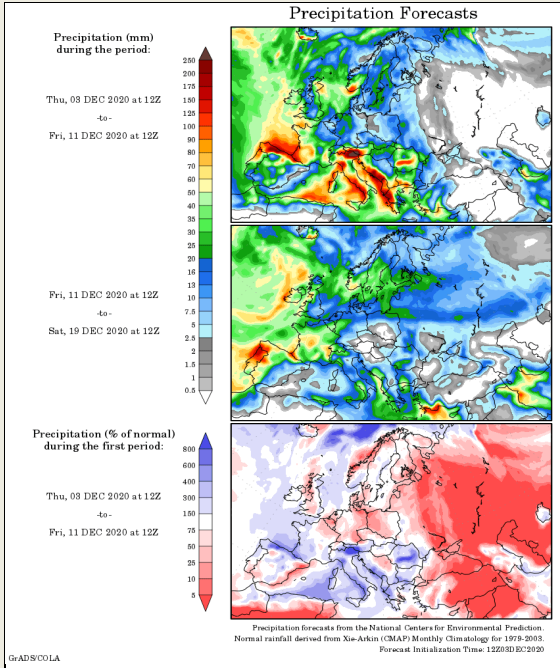 Precipitation Forecasts
Precipitation (mm)
during the period:
Thu, 03 DEC 2020 at 12Z
-to-
Fri, 11 DEC 2020 at 12Z
250
200
175
150
125
100
90
80
70
60
50
40
30
25
20
16
13
10
7.5
5
2.5
2
1.5
1
0.5
Fri, 11 DEC 2020 at 12Z
-to-
Sat, 19 DEC 2020 at 12Z
Precipitation (% of normal)
during the first period:
Thu, 03 DEC 2020 at 12Z
-to-
Fri, 11 DEC 2020 at 12Z
800
600
400
300
150
75
50
25
10
5
Precipitation forecasts from the National Centers for Environmental Prediction.
Normal rainfall derived from Xie-Arkin (CMAP) Monthly Climatology for 1979-2003.
Forecast Initialization Time: 12Z03DEC2020
GrADS/COLA